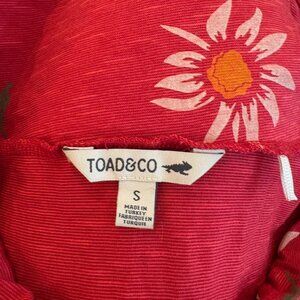 TOAD&CO
S
MADE IN
TURKEY
FABRIQUE EN
TURQUIE